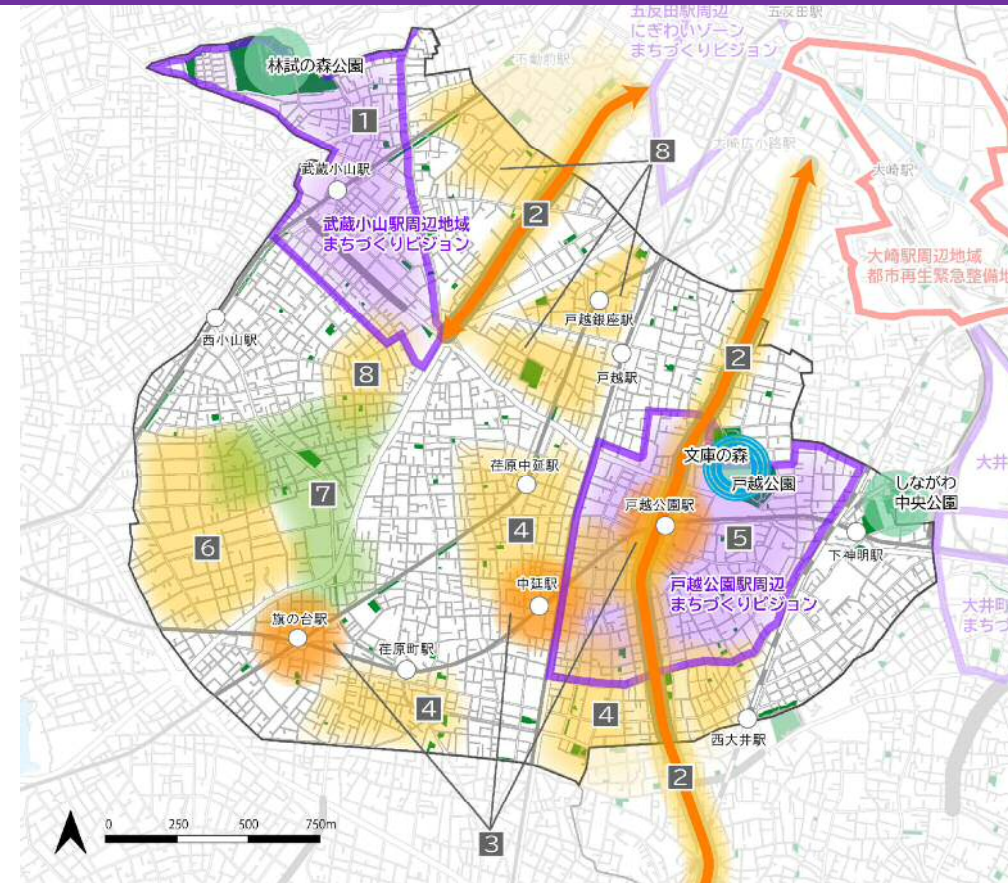 五反田駅周辺
にぎわいゾーン
まちづくりビジョン
五反田駅
不動前駅
林試の森公園
1
大崎広小路駅
8
武蔵小山駅
大崎駅
2
武蔵小山駅周辺地域
まちづくりビジョン
大崎駅周辺地域
都市再生緊急整備地
戸越銀座駅
西小山駅
戸越駅
2
8
文庫の森
戸越公園
荏原中延駅
しながわ
中央公園
大井
7
4
戸越公園駅
5
6
下神明駅
中延駅
戸越公園駅周辺
まちづくりビジョン
大井町
まちづ
旗の台駅
荏原町駅
4
4
西大井駅
2
0 250 500 750m
3